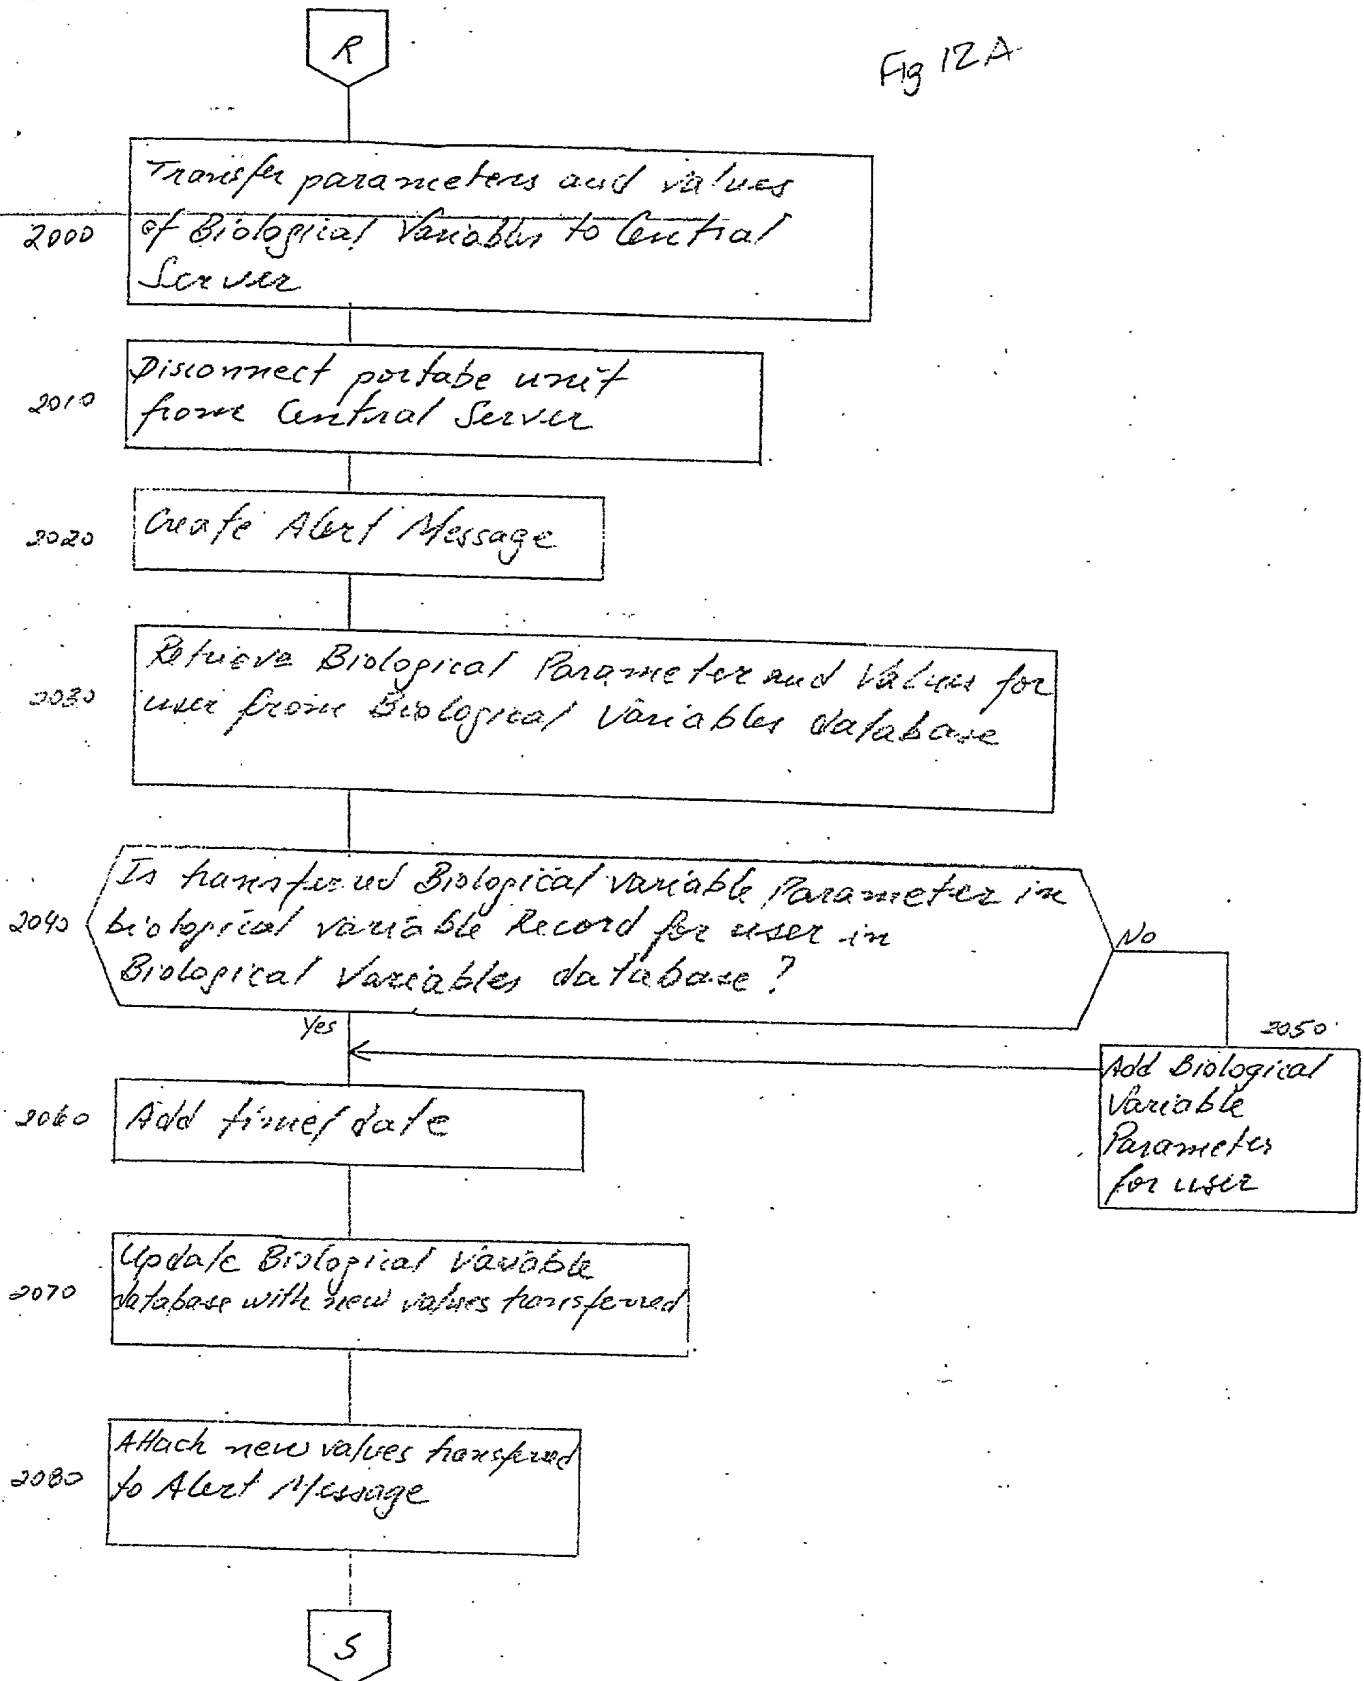 R
Fig 12A
Transfer parameters and values
2000 of Biological Variables to Central
Server
Disconnect portabe unit
2010 from Central Server
2020 Create Alert Message
Retrieve Biological Parameter and Values for
2030 user from Biological Variables database
Is transferred Biological variable Parameter in
2040 biological variable Record for user in
Biological Variables database?
No
Yes
2050
Add Biological
Variable
Parameter
for user
2060 Add time/date
Update Biological Variable
2070 database with new values transferred
Attach new values transferred
2080 to Alert Message
S